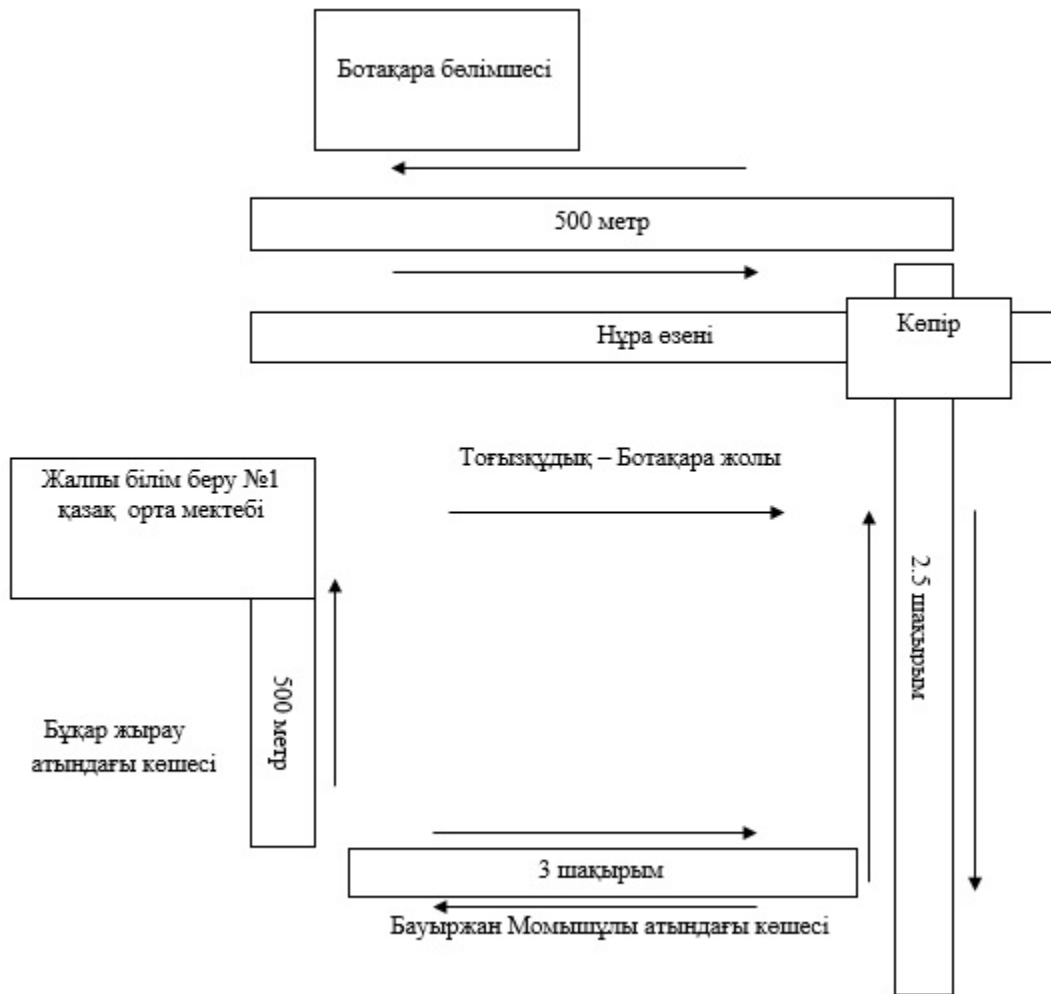 Ботақара бөлімшесі
500 метр
Нұра өзені
Көпір
Тоғызқұдық – Ботақара жолы
Жалпы білім беру №1
қазақ орта мектебі
2.5 шақырым
500 метр
Бұқар жырау
атындағы көшесі
3 шақырым
Бауыржан Момышұлы атындағы көшесі